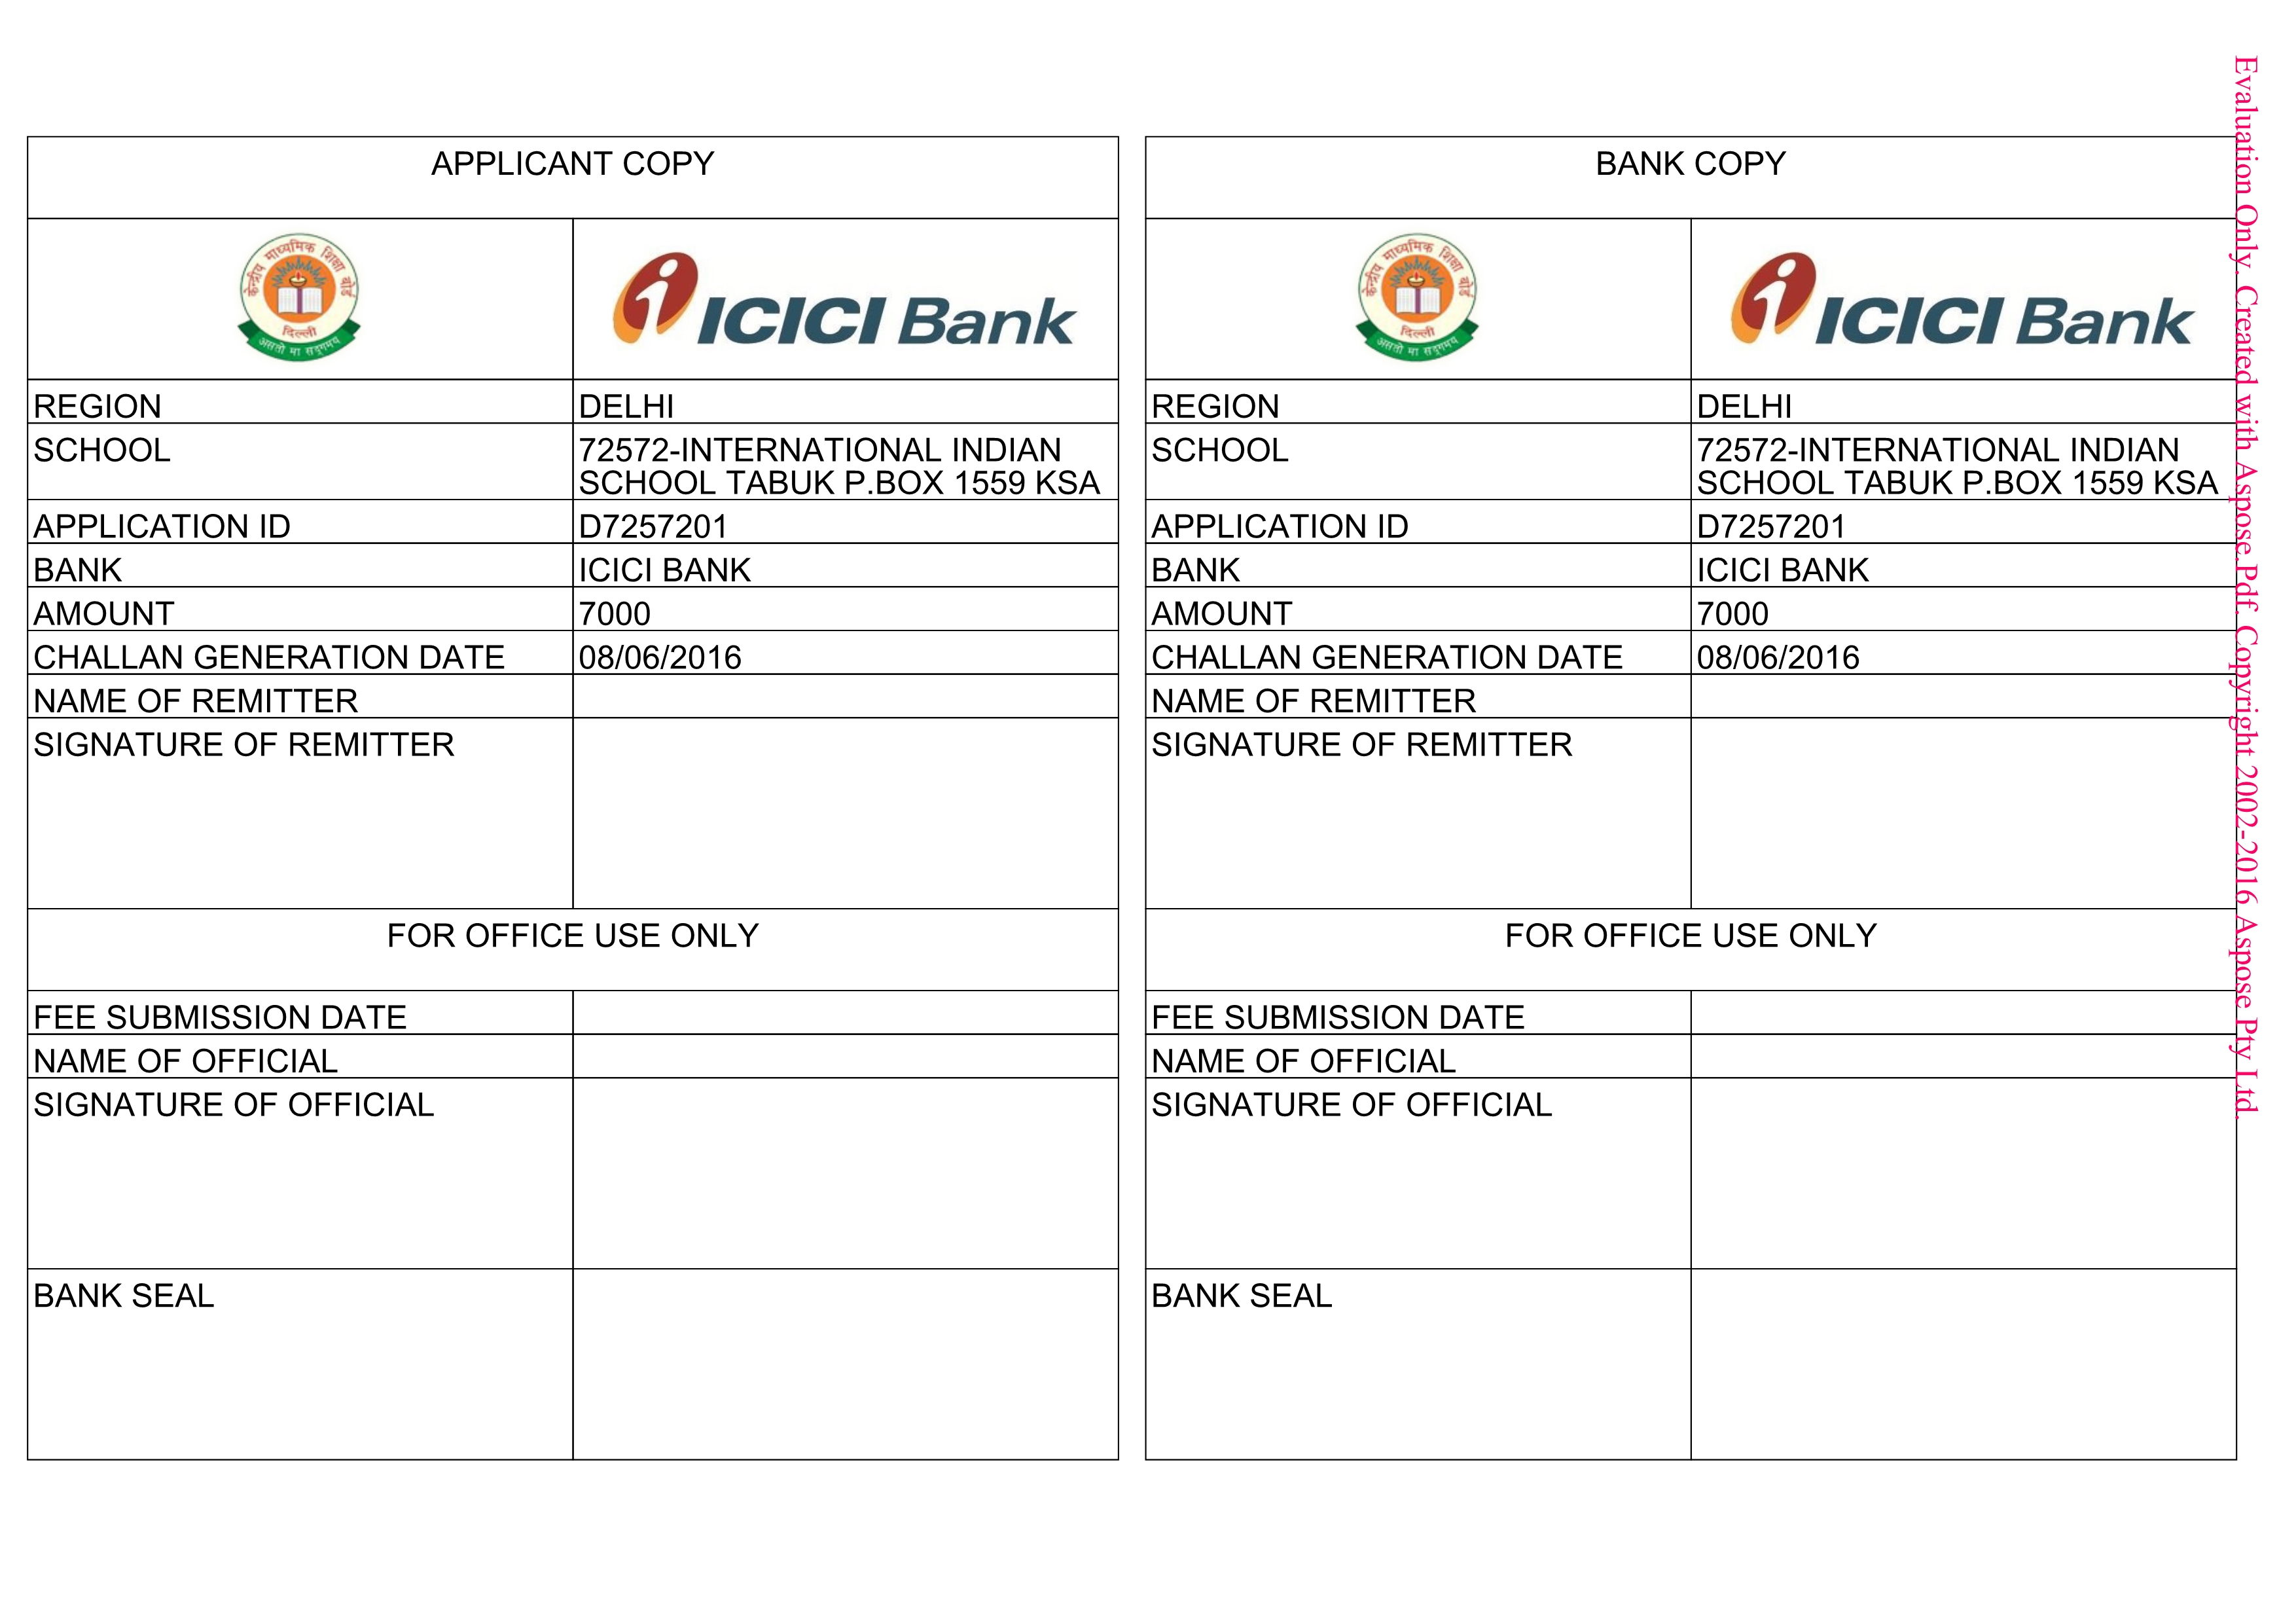 APPLICANT COPY
केन्द्रीय माध्यमिक शिक्षा बोर्ड
दिल्ली
असतो मा सद्गमय
ICICI Bank
REGION DELHI
SCHOOL 72572-INTERNATIONAL INDIAN
SCHOOL TABUK P.BOX 1559 KSA
APPLICATION ID D7257201
BANK ICICI BANK
AMOUNT 7000
CHALLAN GENERATION DATE 08/06/2016
NAME OF REMITTER
SIGNATURE OF REMITTER
FOR OFFICE USE ONLY
FEE SUBMISSION DATE
NAME OF OFFICIAL
SIGNATURE OF OFFICIAL
BANK SEAL
BANK COPY
केन्द्रीय माध्यमिक शिक्षा बोर्ड
दिल्ली
असतो मा सद्गमय
ICICI Bank
REGION DELHI
SCHOOL 72572-INTERNATIONAL INDIAN
SCHOOL TABUK P.BOX 1559 KSA
APPLICATION ID D7257201
BANK ICICI BANK
AMOUNT 7000
CHALLAN GENERATION DATE 08/06/2016
NAME OF REMITTER
SIGNATURE OF REMITTER
FOR OFFICE USE ONLY
FEE SUBMISSION DATE
NAME OF OFFICIAL
SIGNATURE OF OFFICIAL
BANK SEAL
Evaluation Only. Created with Aspose.Pdf. Copyright 2002-2016 Aspose Pty Ltd.